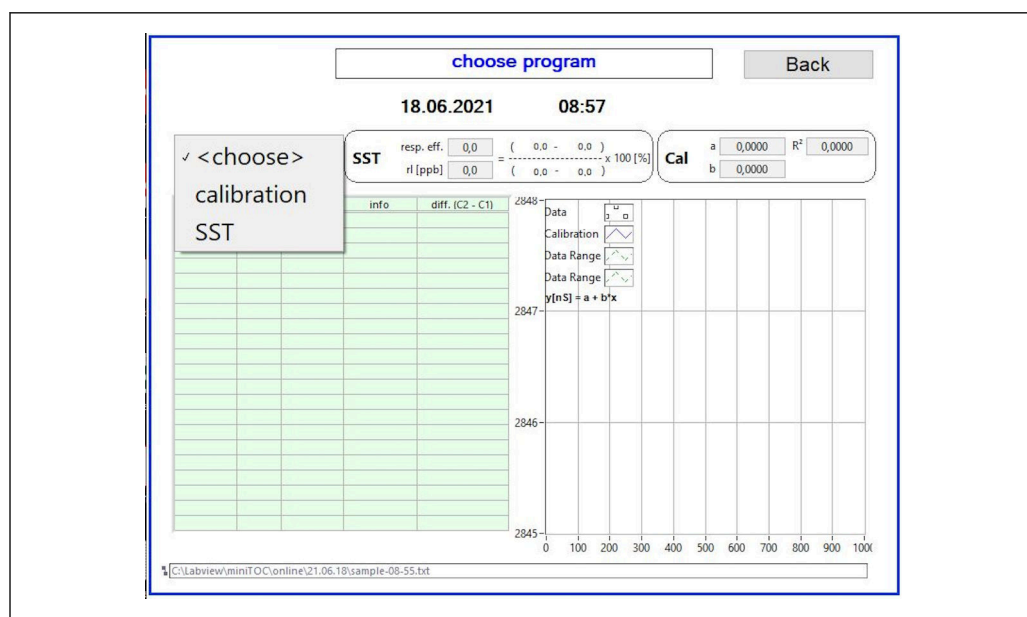 choose program
Back
18.06.2021 08:57
✓ <choose>
calibration
SST
SST
resp. eff. 0,0 = ( 0,0 - 0,0 ) x 100 [%]
rl [ppb] 0,0 ( 0,0 - 0,0 )
Cal
a 0,0000 R² 0,0000
b 0,0000
info diff. (C2 - C1)
2848
Data
Calibration
Data Range
Data Range
y[nS] = a + b*x
2847
2846
2845
0 100 200 300 400 500 600 700 800 900 1000
C:\Labview\miniTOC\online\21.06.18\sample-08-55.txt